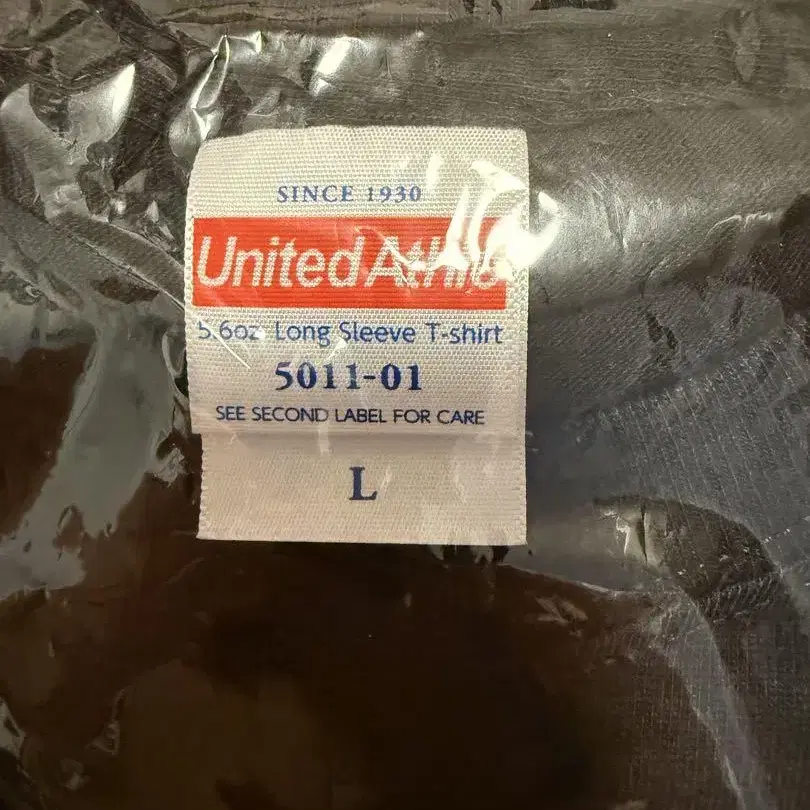 SINCE 1930
United Athle
5.6oz Long Sleeve T-shirt
5011-01
SEE SECOND LABEL FOR CARE
L